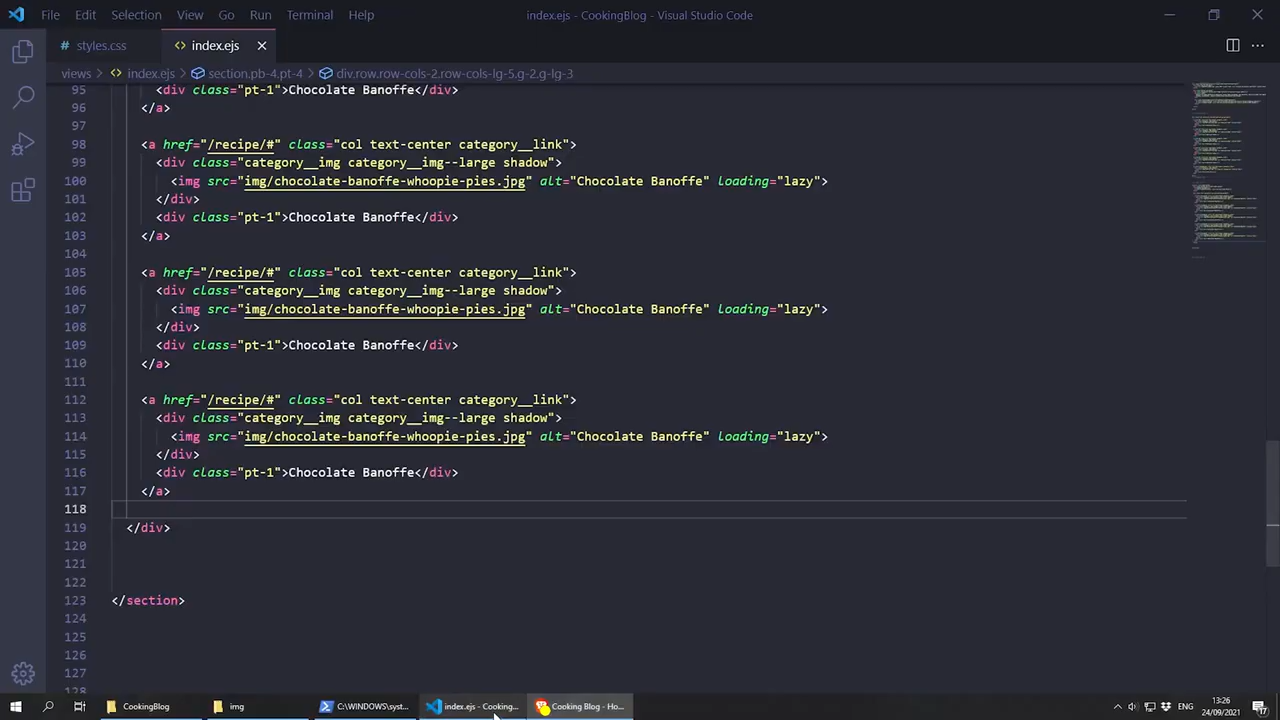 File Edit Selection View Go Run Terminal Help index.ejs - CookingBlog - Visual Studio Code
# styles.css <> index.ejs
views > <> index.ejs > section.pb-4.pt-4 > div.row.row-cols-2.row-cols-lg-5.g-2.g-lg-3
95 <div class="pt-1">Chocolate Banoffe</div>
96 </a>
97
98 <a href="/recipe/#" class="col text-center category__link">
99 <div class="category__img category__img--large shadow">
100 <img src="img/chocolate-banoffe-whoopie-pies.jpg" alt="Chocolate Banoffe" loading="lazy">
101 </div>
102 <div class="pt-1">Chocolate Banoffe</div>
103 </a>
104
105 <a href="/recipe/#" class="col text-center category__link">
106 <div class="category__img category__img--large shadow">
107 <img src="img/chocolate-banoffe-whoopie-pies.jpg" alt="Chocolate Banoffe" loading="lazy">
108 </div>
109 <div class="pt-1">Chocolate Banoffe</div>
110 </a>
111
112 <a href="/recipe/#" class="col text-center category__link">
113 <div class="category__img category__img--large shadow">
114 <img src="img/chocolate-banoffe-whoopie-pies.jpg" alt="Chocolate Banoffe" loading="lazy">
115 </div>
116 <div class="pt-1">Chocolate Banoffe</div>
117 </a>
118
119 </div>
120
121
122
123 </section>
124
125
126
127
128
CookingBlog img C:\WINDOWS\syst... index.ejs - Cooking... Cooking Blog - Ho... ENG 13:26
24/09/2021 17